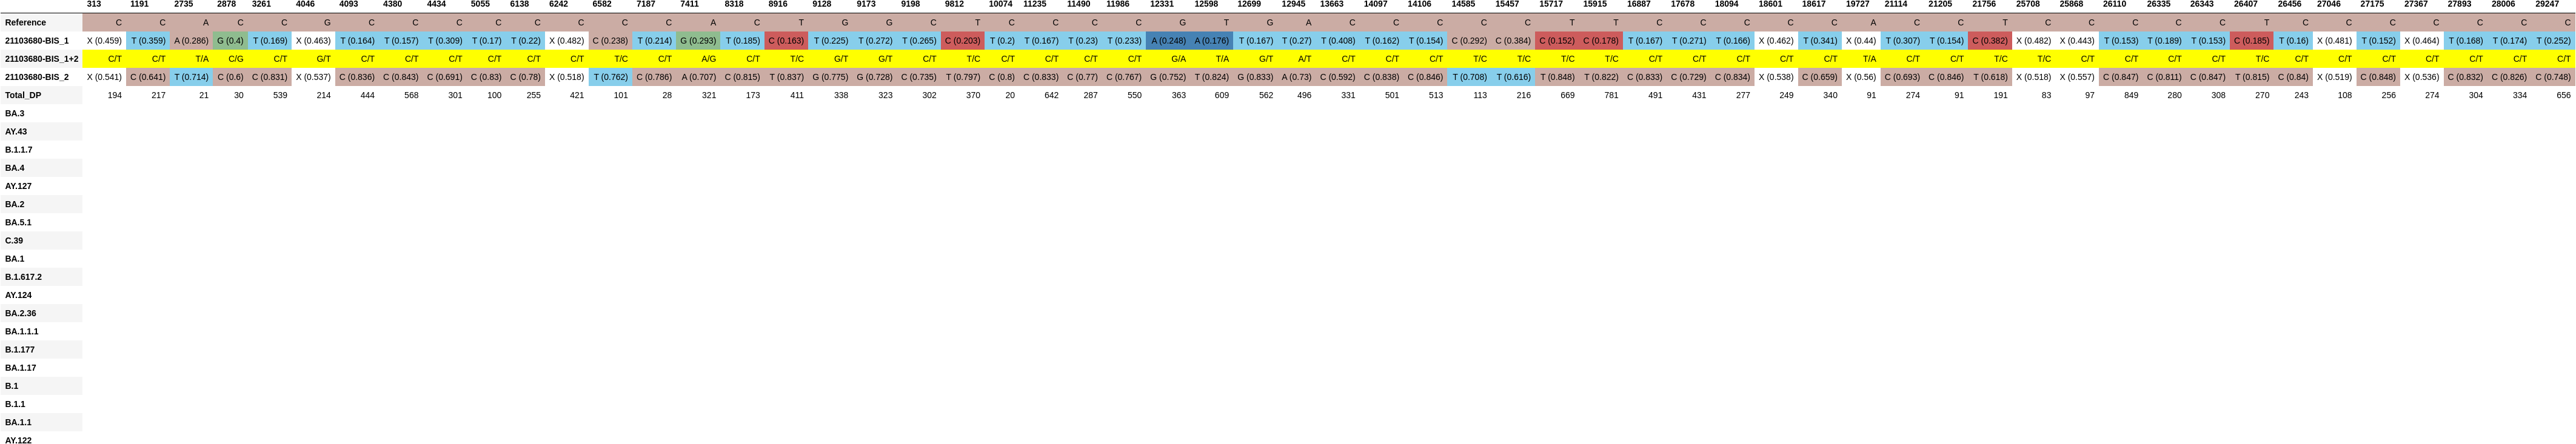 313 1191 2735 2878 3261 4046 4093 4380 4434 5055 6138 6242 6582 7187 7411 8318 8916 9128 9173 9198 9812 10074 11235 11490 11986 12331 12598 12699 12945 13663 14097 14106 14585 15457 15717 15915 16887 17678 18094 18601 18617 19727 21114 21205 21756 25708 25868 26110 26335 26343 26407 26456 27046 27175 27367 27893 28006 29247
Reference C C A C C G C C C C C C C C A C T G G C T C C C C G T G A C C C C C T T C C C C C A C C T C C C C C T C C C C C C C
21103680-BIS_1 X (0.459) T (0.359) A (0.286) G (0.4) T (0.169) X (0.463) T (0.164) T (0.157) T (0.309) T (0.17) T (0.22) X (0.482) C (0.238) T (0.214) G (0.293) T (0.185) C (0.163) T (0.225) T (0.272) T (0.265) C (0.203) T (0.2) T (0.167) T (0.23) T (0.233) A (0.248) A (0.176) T (0.167) T (0.27) T (0.408) T (0.162) T (0.154) C (0.292) C (0.384) C (0.152) C (0.178) T (0.167) T (0.271) T (0.166) X (0.462) T (0.341) X (0.44) T (0.307) T (0.154) C (0.382) X (0.482) X (0.443) T (0.153) T (0.189) T (0.153) C (0.185) T (0.16) X (0.481) T (0.152) X (0.464) T (0.168) T (0.174) T (0.252)
21103680-BIS_1+2 C/T C/T T/A C/G C/T G/T C/T C/T C/T C/T C/T C/T T/C C/T A/G C/T T/C G/T G/T C/T T/C C/T C/T C/T C/T G/A T/A G/T A/T C/T C/T C/T T/C T/C T/C T/C C/T C/T C/T C/T C/T T/A C/T C/T T/C T/C C/T C/T C/T C/T T/C C/T C/T C/T C/T C/T C/T C/T
21103680-BIS_2 X (0.541) C (0.641) T (0.714) C (0.6) C (0.831) X (0.537) C (0.836) C (0.843) C (0.691) C (0.83) C (0.78) X (0.518) T (0.762) C (0.786) A (0.707) C (0.815) T (0.837) G (0.775) G (0.728) C (0.735) T (0.797) C (0.8) C (0.833) C (0.77) C (0.767) G (0.752) T (0.824) G (0.833) A (0.73) C (0.592) C (0.838) C (0.846) T (0.708) T (0.616) T (0.848) T (0.822) C (0.833) C (0.729) C (0.834) X (0.538) C (0.659) X (0.56) C (0.693) C (0.846) T (0.618) X (0.518) X (0.557) C (0.847) C (0.811) C (0.847) T (0.815) C (0.84) X (0.519) C (0.848) X (0.536) C (0.832) C (0.826) C (0.748)
Total_DP 194 217 21 30 539 214 444 568 301 100 255 421 101 28 321 173 411 338 323 302 370 20 642 287 550 363 609 562 496 331 501 513 113 216 669 781 491 431 277 249 340 91 274 91 191 83 97 849 280 308 270 243 108 256 274 304 334 656
BA.3
AY.43
B.1.1.7
BA.4
AY.127
BA.2
BA.5.1
C.39
BA.1
B.1.617.2
AY.124
BA.2.36
BA.1.1.1
B.1.177
BA.1.17
B.1
B.1.1
BA.1.1
AY.122